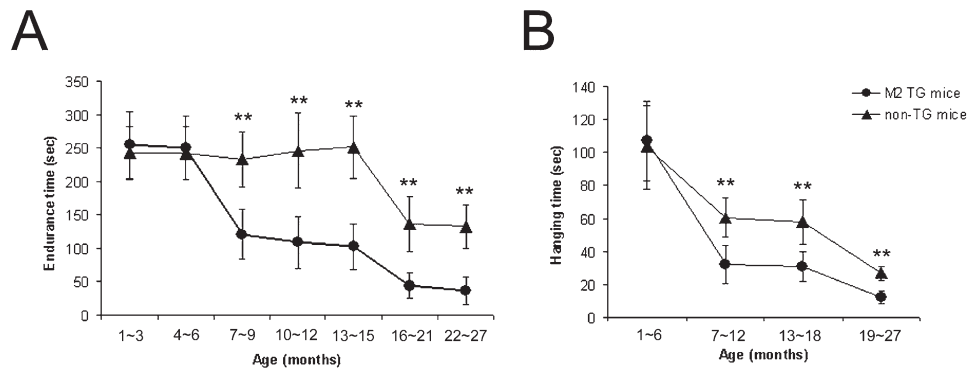 A
B
350
300
250
200
150
100
50
0
Endurance time (sec)
** ** ** ** **
1~3 4~6 7~9 10~12 13~15 16~21 22~27
Age (months)
140
120
100
80
60
40
20
0
Hanging time (sec)
** ** **
1~6 7~12 13~18 19~27
Age (months)
M2 TG mice
non-TG mice